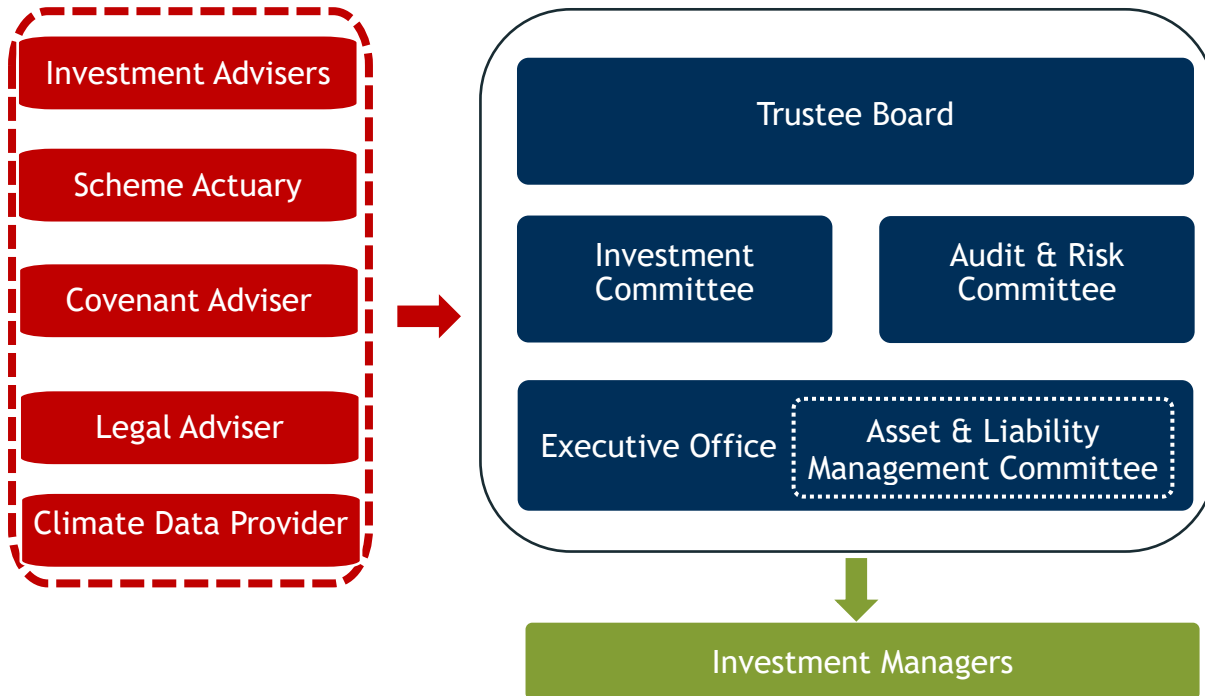 Investment Advisers
Scheme Actuary
Covenant Adviser
Legal Adviser
Climate Data Provider
Trustee Board
Investment
Committee
Audit & Risk
Committee
Executive Office
Asset & Liability
Management Committee
Investment Managers